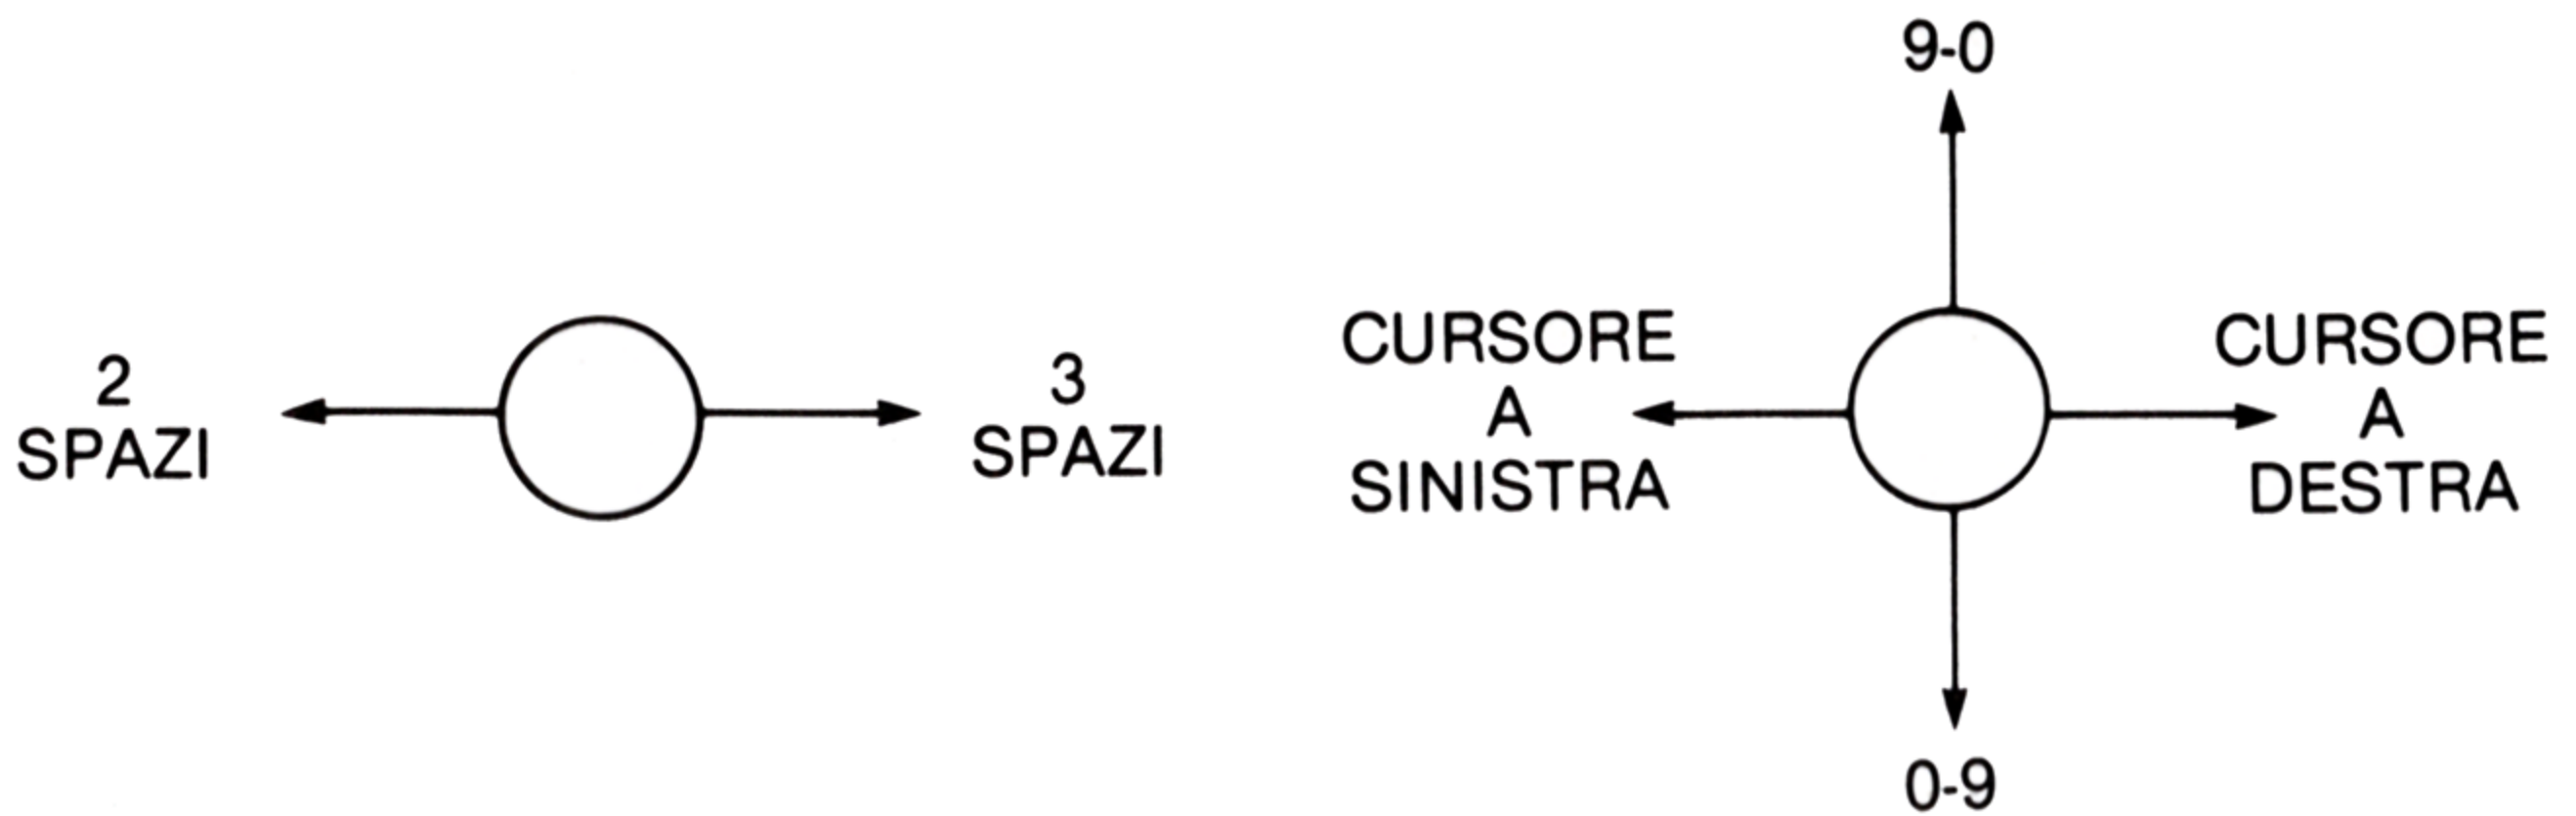 2
SPAZI
3
SPAZI
9-0
CURSORE
A
SINISTRA
CURSORE
A
DESTRA
0-9